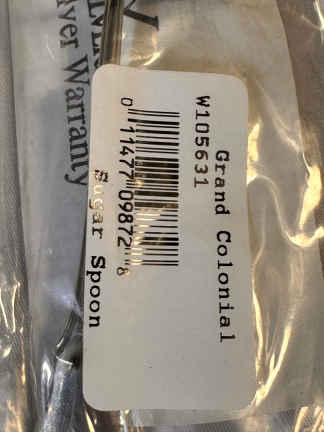 Grand Colonial
W105631
0 11477 09872 8
Sugar Spoon
Warranty